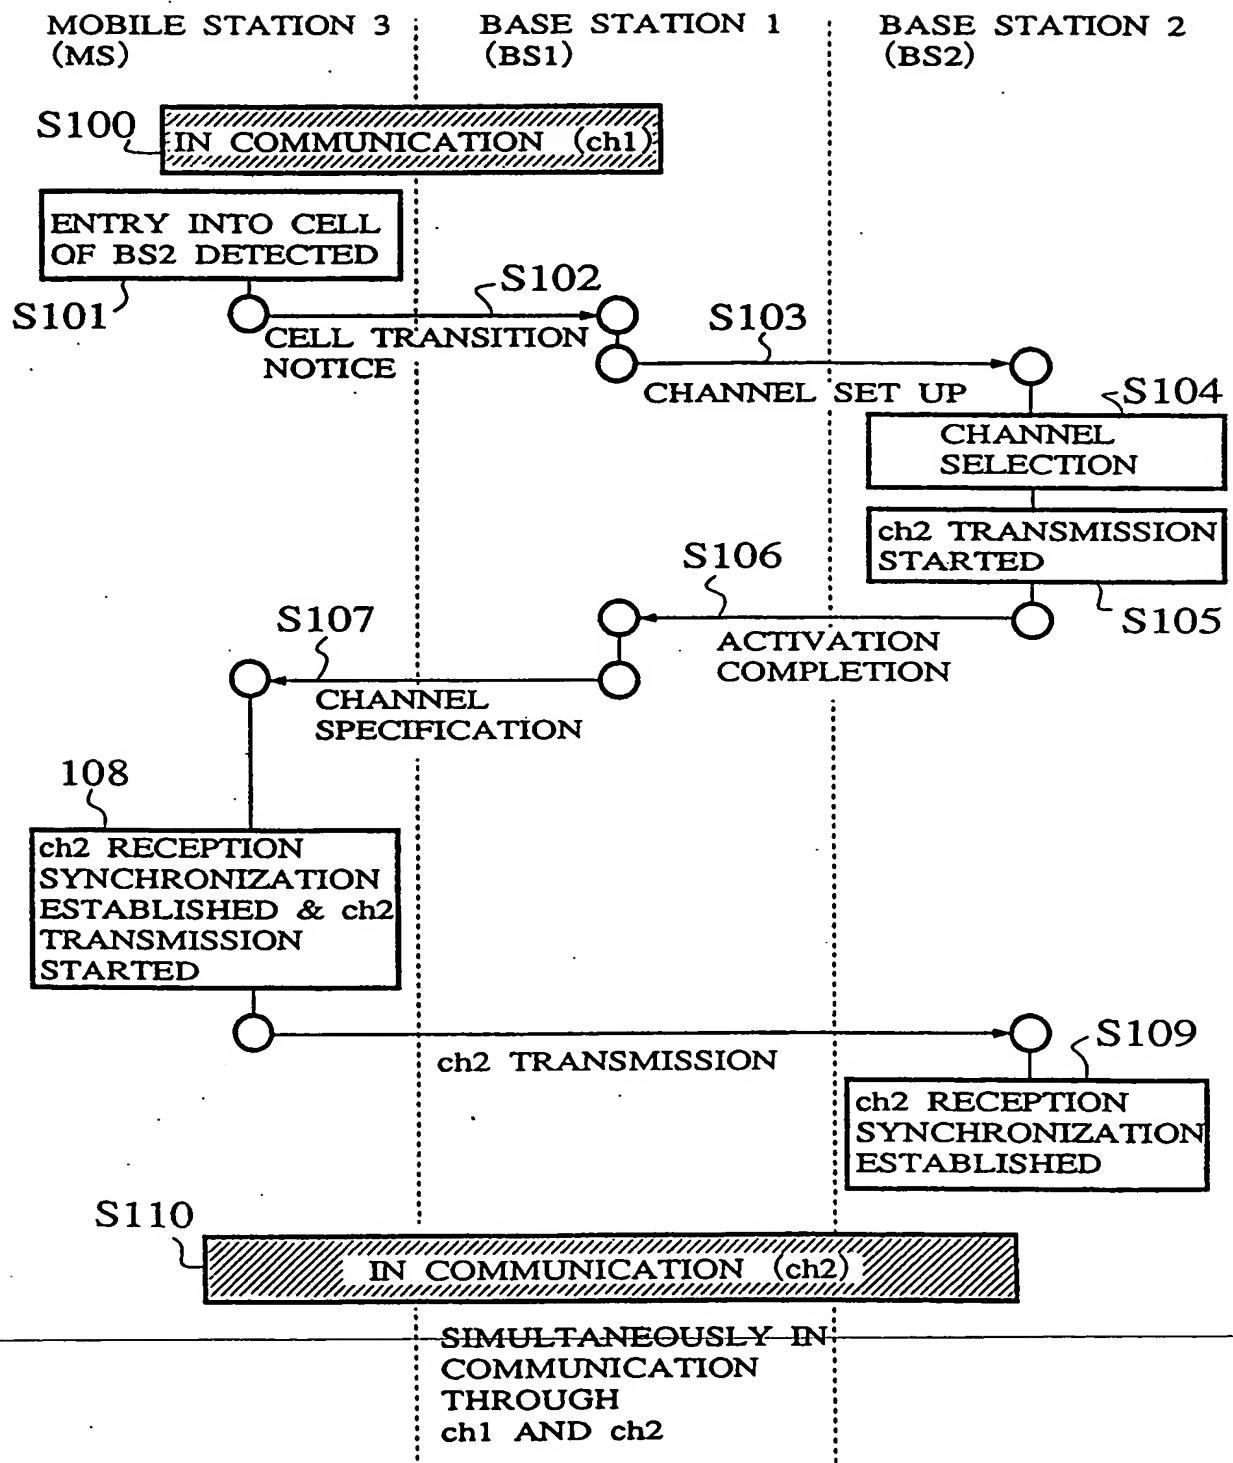 MOBILE STATION 3
(MS)
BASE STATION 1
(BS1)
BASE STATION 2
(BS2)
S100
IN COMMUNICATION (ch1)
ENTRY INTO CELL
OF BS2 DETECTED
S101
S102
CELL TRANSITION
NOTICE
S103
CHANNEL SET UP
S104
CHANNEL
SELECTION
ch2 TRANSMISSION
STARTED
S105
S106
ACTIVATION
COMPLETION
S107
CHANNEL
SPECIFICATION
108
ch2 RECEPTION
SYNCHRONIZATION
ESTABLISHED & ch2
TRANSMISSION
STARTED
ch2 TRANSMISSION
S109
ch2 RECEPTION
SYNCHRONIZATION
ESTABLISHED
S110
IN COMMUNICATION (ch2)
SIMULTANEOUSLY IN
COMMUNICATION
THROUGH
ch1 AND ch2